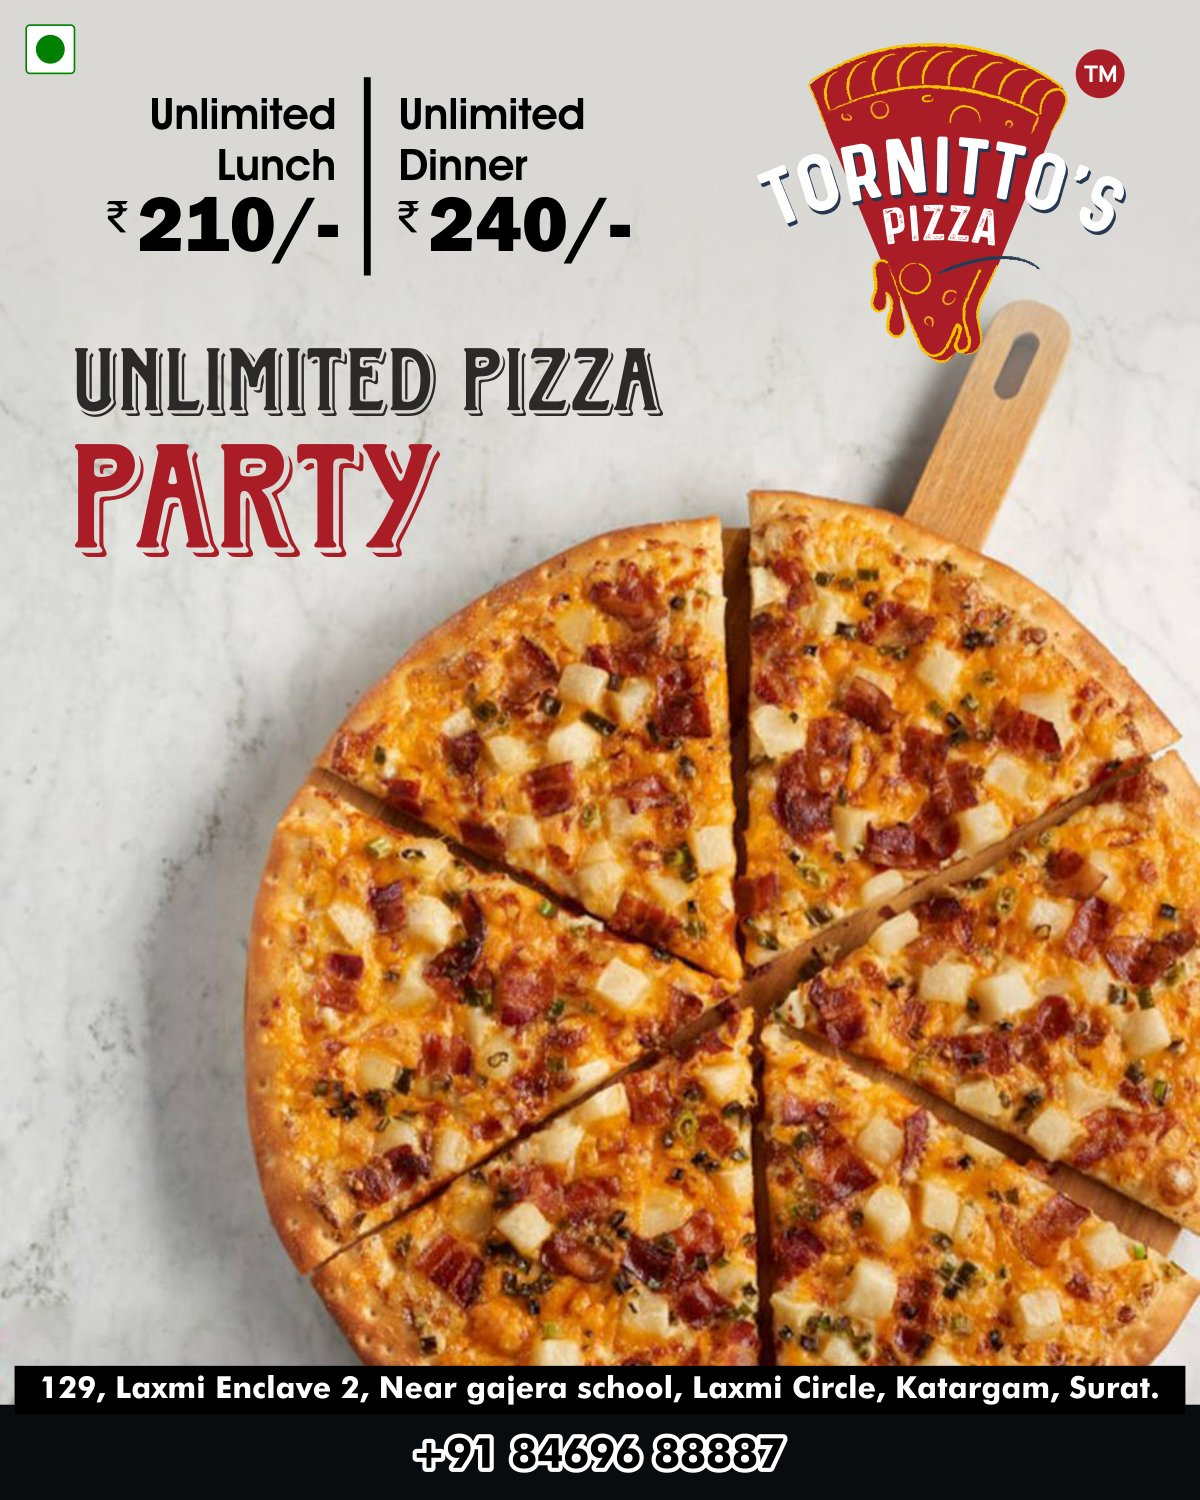 Unlimited
Lunch
₹ 210/-
Unlimited
Dinner
₹ 240/-
TM
TORNITTO'S
PIZZA
UNLIMITED PIZZA
PARTY
129, Laxmi Enclave 2, Near gajera school, Laxmi Circle, Katargam, Surat.
+91 84696 88887